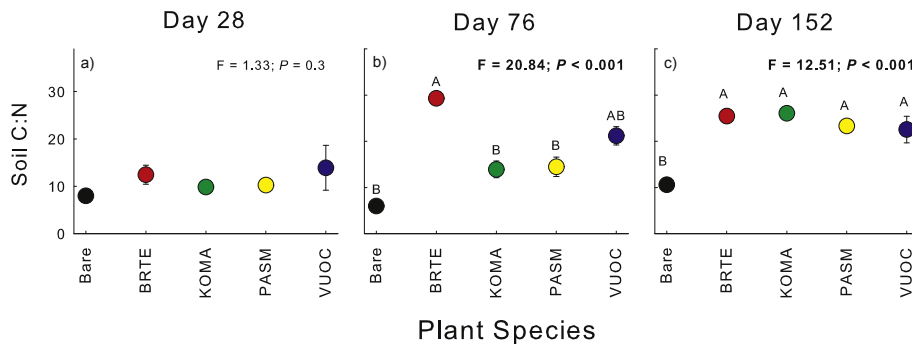 Day 28
Day 76
Day 152
a)
F = 1.33; P = 0.3
b)
F = 20.84; P < 0.001
c)
F = 12.51; P < 0.001
Soil C:N
30
20
10
0
A
AB
B
B
B
A
A
A
A
B
Bare
BRTE
KOMA
PASM
VUOC
Bare
BRTE
KOMA
PASM
VUOC
Bare
BRTE
KOMA
PASM
VUOC
Plant Species